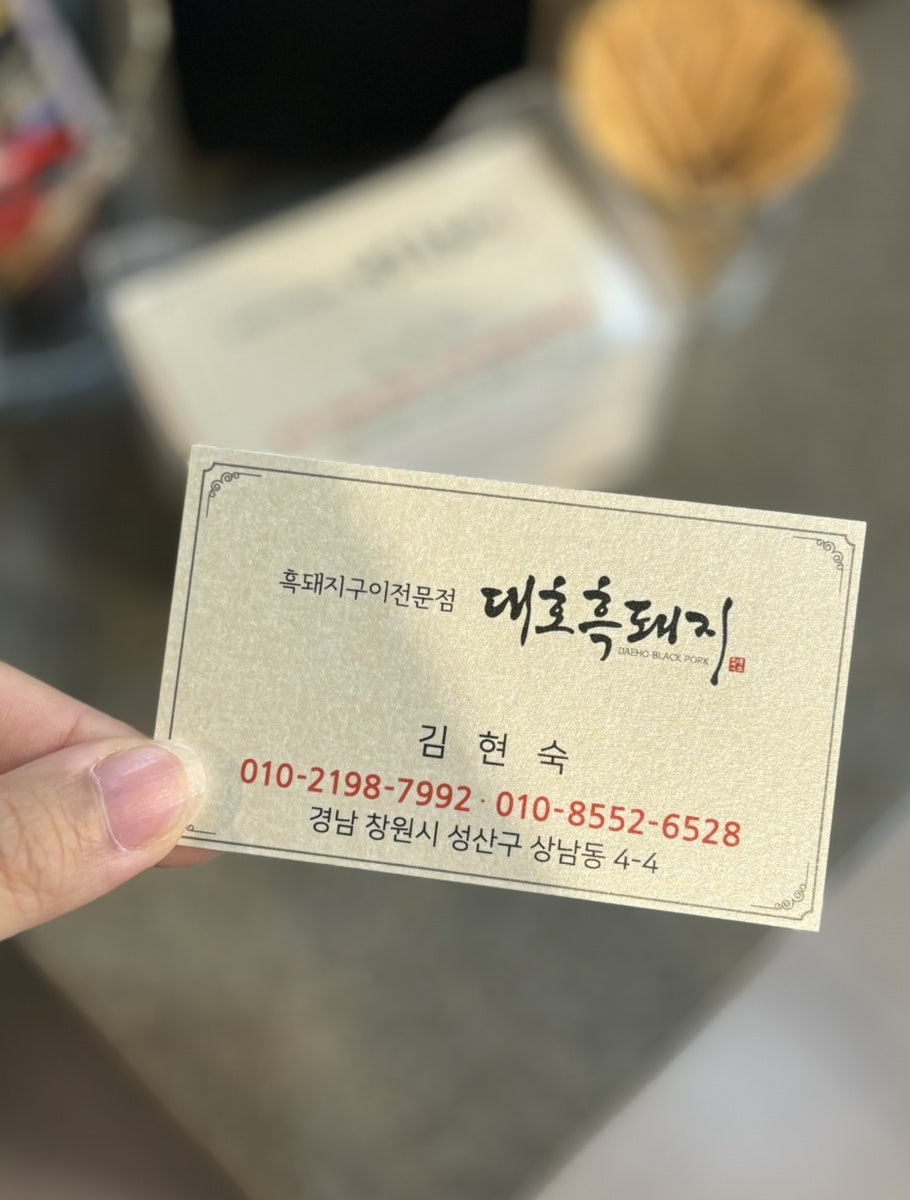 흑돼지구이전문점 대호흑돼지
DAEHO BLACK PORK
김 현 숙
010-2198-7992 · 010-8552-6528
경남 창원시 성산구 상남동 4-4